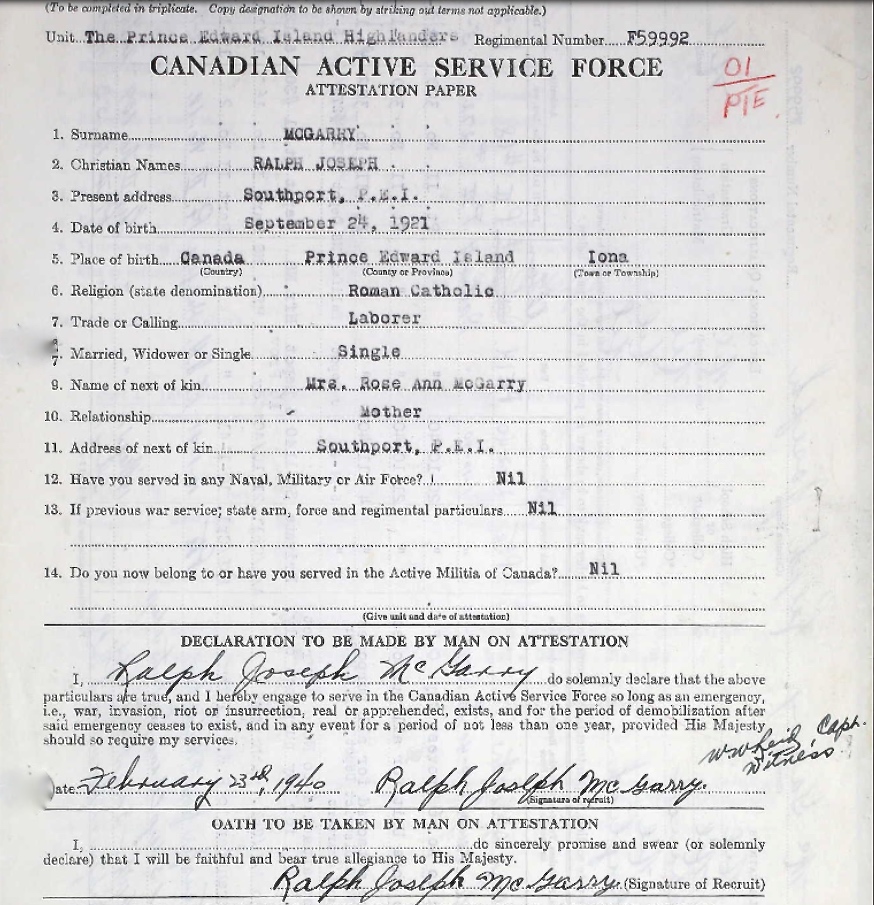 (To be completed in triplicate. Copy designation to be shown by striking out terms not applicable.)
Unit The Prince Edward Island Highlanders Regimental Number F59992
CANADIAN ACTIVE SERVICE FORCE
01
ATTESTATION PAPER
PTE
1. Surname MCGARRY
2. Christian Names RALPH JOSEPH
3. Present address Southport, P.E.I.
4. Date of birth September 24, 1921
5. Place of birth Canada Prince Edward Island Iona
(Country) (County or Province) (Town or Township)
6. Religion (state denomination) Roman Catholic
7. Trade or Calling Laborer
Married, Widower or Single Single
9. Name of next of kin Mrs. Rose Ann McGarry
10. Relationship Mother
11. Address of next of kin Southport, P.E.I.
12. Have you served in any Naval, Military or Air Force? Nil
13. If previous war service; state arm, force and regimental particulars Nil
14. Do you now belong to or have you served in the Active Militia of Canada? Nil
(Give unit and date of attestation)
DECLARATION TO BE MADE BY MAN ON ATTESTATION
I, Ralph Joseph McGarry do solemnly declare that the above
particulars are true, and I hereby engage to serve in the Canadian Active Service Force so long as an emergency,
i.e., war, invasion, riot or insurrection, real or apprehended, exists, and for the period of demobilization after
said emergency ceases to exist, and in any event for a period of not less than one year, provided His Majesty
should so require my services.
Capt.
Witness
Date February 23rd, 1940 Ralph Joseph McGarry.
(Signature of recruit)
OATH TO BE TAKEN BY MAN ON ATTESTATION
I, do sincerely promise and swear (or solemnly
declare) that I will be faithful and bear true allegiance to His Majesty.
Ralph Joseph McGarry (Signature of Recruit)